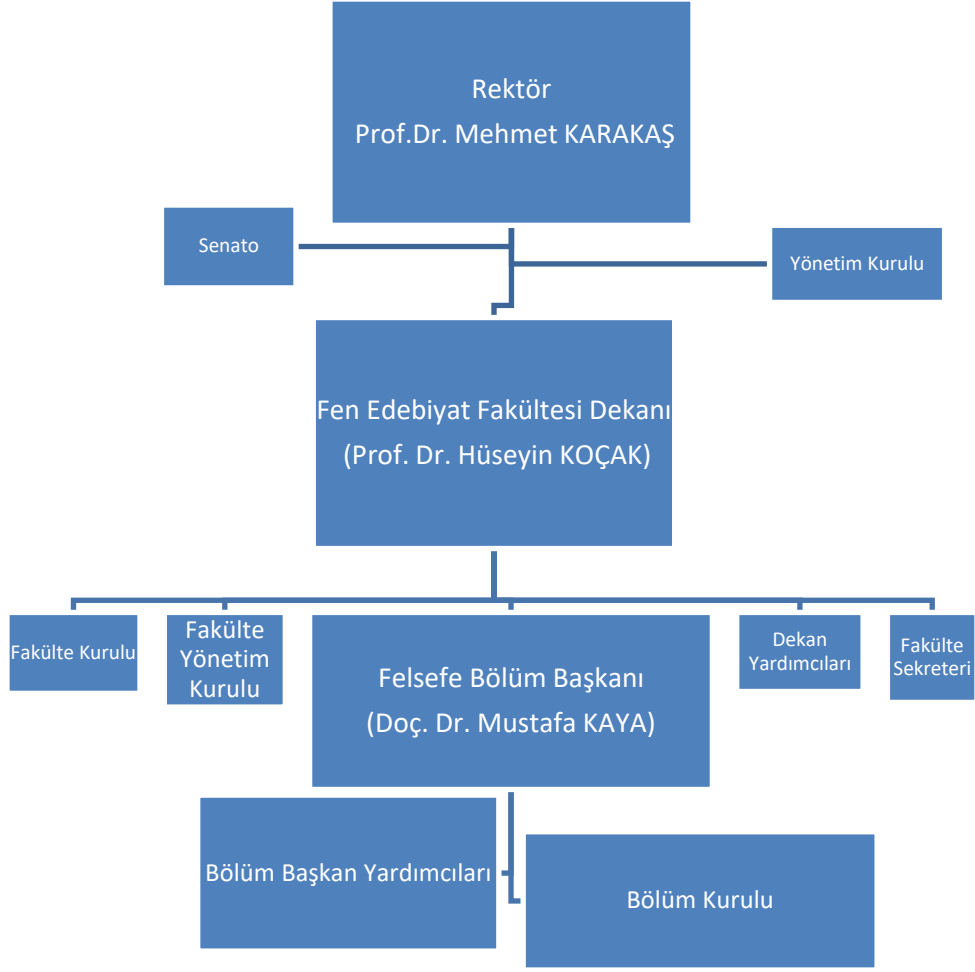 Rektör
Prof.Dr. Mehmet KARAKAŞ
Senato
Yönetim Kurulu
Fen Edebiyat Fakültesi Dekanı
(Prof. Dr. Hüseyin KOÇAK)
Fakülte Kurulu
Fakülte
Yönetim
Kurulu
Felsefe Bölüm Başkanı
(Doç. Dr. Mustafa KAYA)
Dekan
Yardımcıları
Fakülte
Sekreteri
Bölüm Başkan Yardımcıları
Bölüm Kurulu